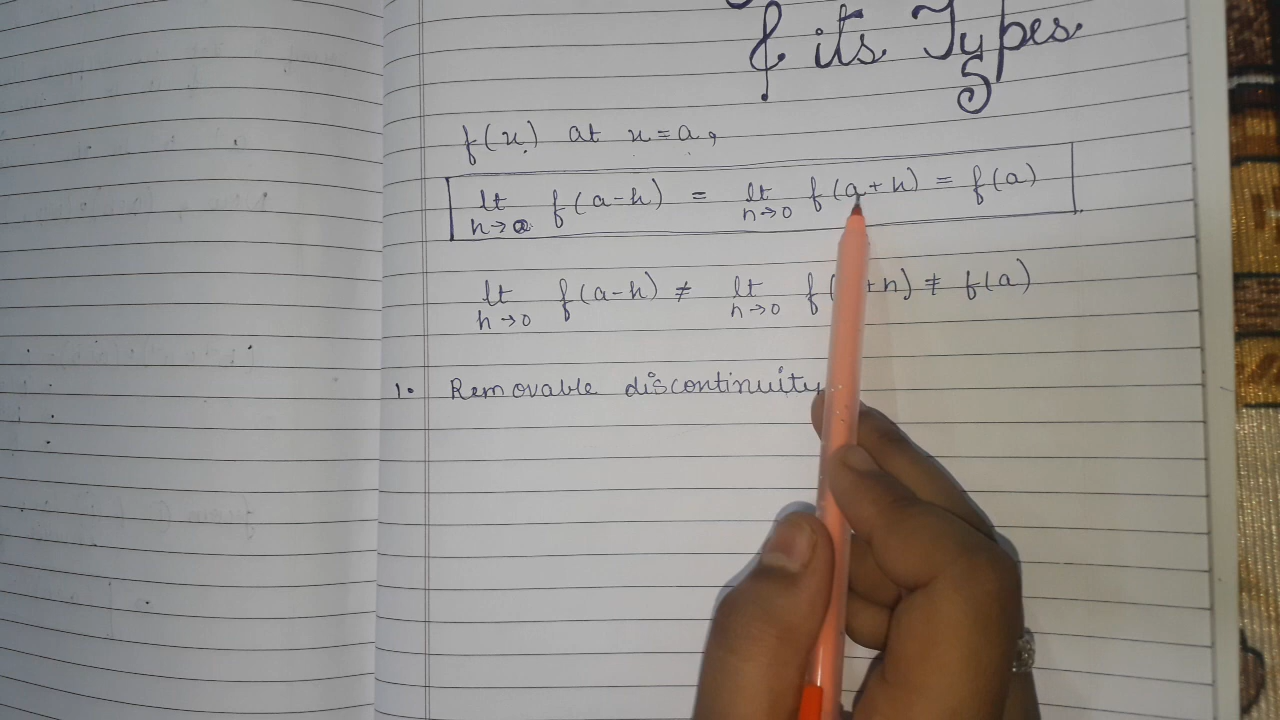 & its Types
f(x) at x=a,
lt h→0 f(a-h) = lt h→0 f(a+h) = f(a)
lt h→0 f(a-h) ≠ lt h→0 f( +h) ≠ f(a)
1. Removable discontinuity